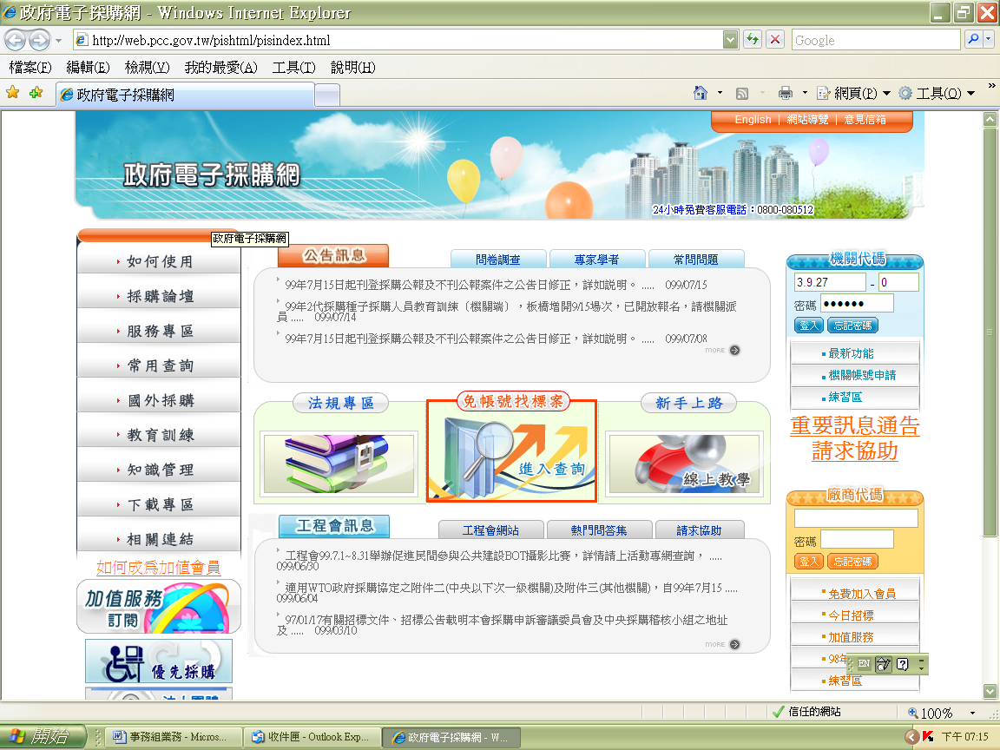 政府電子採購網 - Windows Internet Explorer
http://web.pcc.gov.tw/pishtml/pisindex.html
Google
檔案(F) 編輯(E) 檢視(V) 我的最愛(A) 工具(T) 說明(H)
政府電子採購網
網頁(P) 工具(O) »
English | 網站導覽 | 意見信箱
政府電子採購網
24小時免費客服電話：0800-080512
政府電子採購網
如何使用
採購論壇
服務專區
常用查詢
國外採購
教育訓練
知識管理
下載專區
相關連結
如何成為加值會員
加值服務
訂閱
優先採購
公告訊息
問卷調查 專家學者 常問問題
99年7月15日起刊登採購公報及不刊公報案件之公告日修正，詳如說明。 ..... 099/07/15
99年2代採購種子採購人員教育訓練〔機關端〕，板橋增開9/15場次，已開放報名，請機關派
員 ..... 099/07/14
99年7月15日起刊登採購公報及不刊公報案件之公告日修正，詳如說明。 ..... 099/07/08
MORE
法規專區
免帳號找標案
進入查詢
新手上路
線上教學
工程會訊息
工程會網站 熱門問答集 請求協助
工程會99.7.1~8.31舉辦促進民間參與公共建設BOT攝影比賽，詳情請上活動專網查詢， .....
099/06/30
適用WTO政府採購協定之附件二(中央以下次一級機關)及附件三(其他機關)，自99年7月15 .....
099/06/04
97/01/17有關招標文件、招標公告載明本會採購申訴審議委員會及中央採購稽核小組之地址
及 ..... 099/03/10
MORE
機關代碼
3.9.27 - 0
密碼 ●●●●●●
登入 忘記密碼
最新功能
機關帳號申請
練習區
重要訊息通告
請求協助
廠商代碼
密碼
登入 忘記密碼
免費加入會員
今日招標
加值服務
98年
練習區
EN
信任的網站
100%
開始
事務組業務 - Micros...
收件匣 - Outlook Exp...
政府電子採購網 - W...
下午 07:15